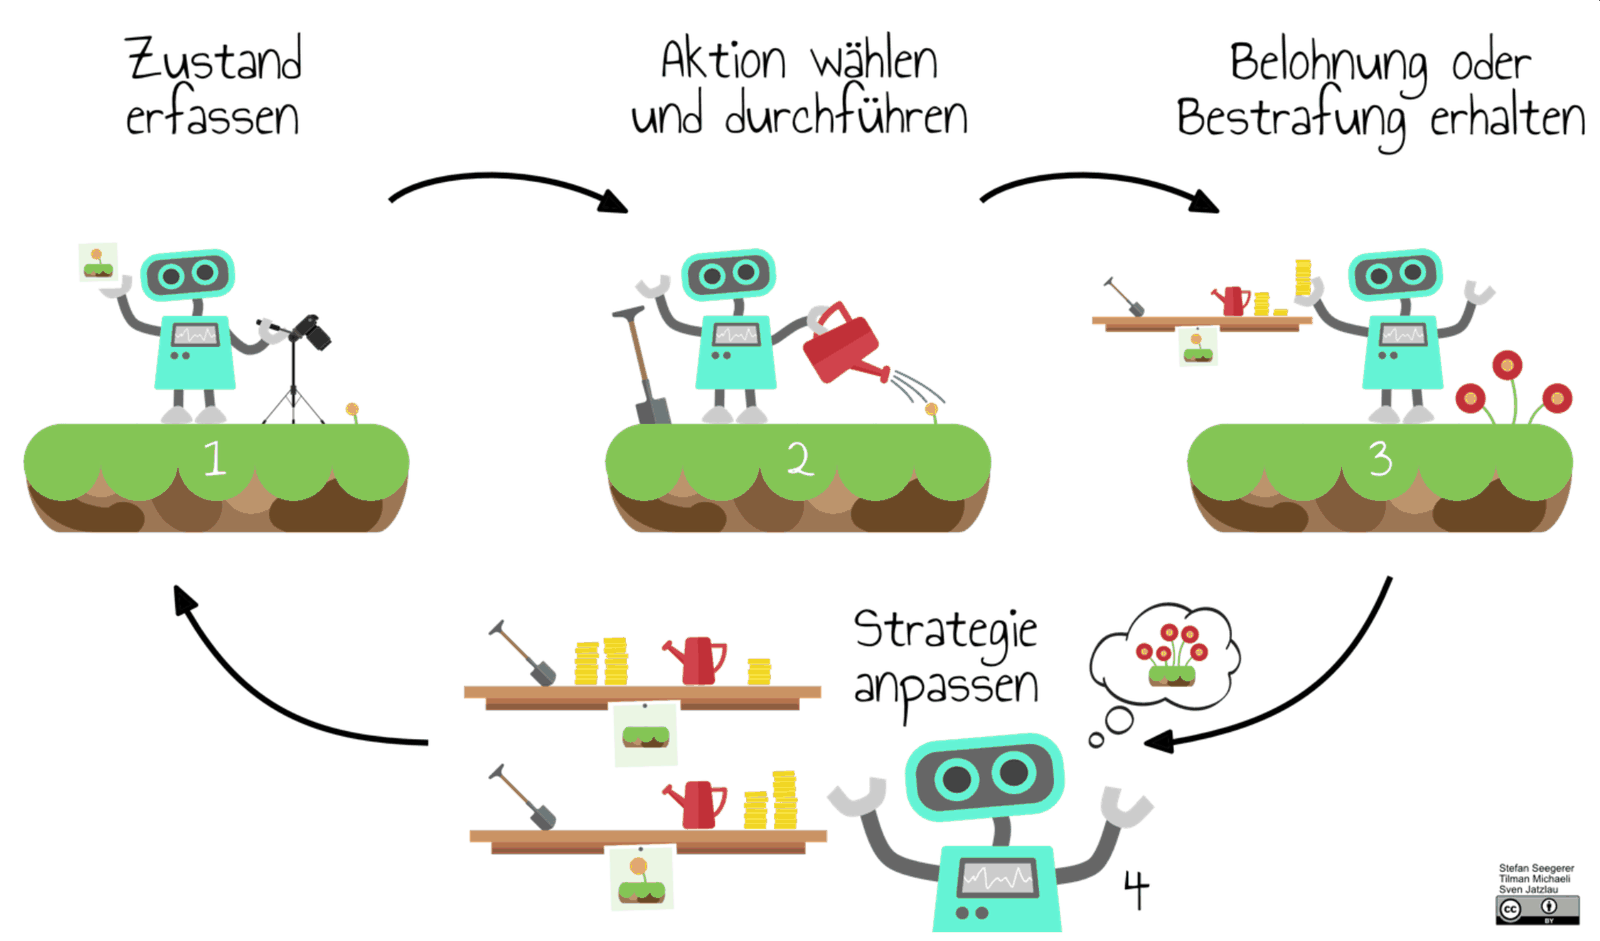 Zustand
erfassen
Aktion wählen
und durchführen
Belohnung oder
Bestrafung erhalten
1
2
3
Strategie
anpassen
4
Stefan Seegerer
Tilman Michaeli
Sven Jatzlau
cc
BY